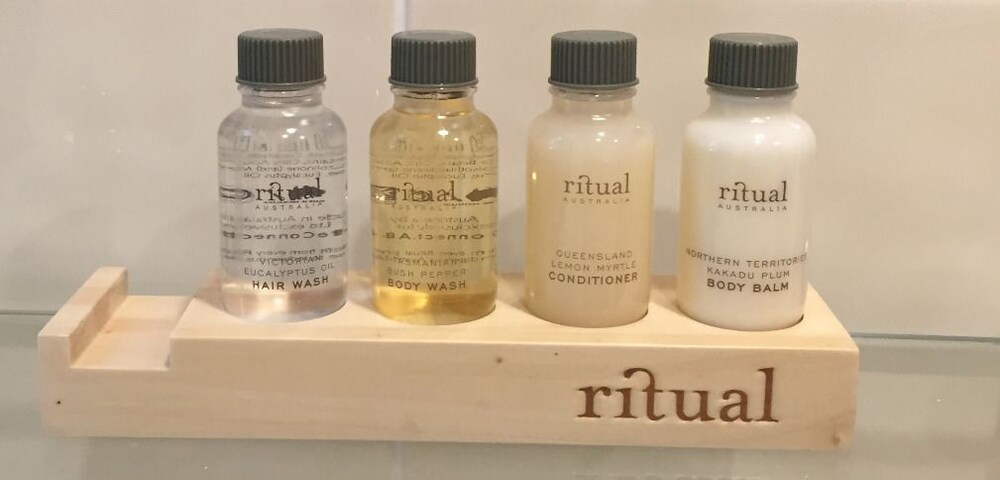 ritual
AUSTRALIA
VICTORIAN
EUCALYPTUS OIL
HAIR WASH
ritual
AUSTRALIA
TASMANIAN
BUSH PEPPER
BODY WASH
ritual
AUSTRALIA
QUEENSLAND
LEMON MYRTLE
CONDITIONER
ritual
AUSTRALIA
NORTHERN TERRITORIES
KAKADU PLUM
BODY BALM
ritual